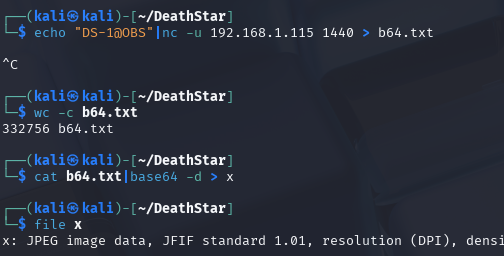 ┌──(kali㉿kali)-[~/DeathStar]
└─$ echo "DS-1@OBS"|nc -u 192.168.1.115 1440 > b64.txt
^C
┌──(kali㉿kali)-[~/DeathStar]
└─$ wc -c b64.txt
332756 b64.txt
┌──(kali㉿kali)-[~/DeathStar]
└─$ cat b64.txt|base64 -d > x
┌──(kali㉿kali)-[~/DeathStar]
└─$ file x
x: JPEG image data, JFIF standard 1.01, resolution (DPI), densi